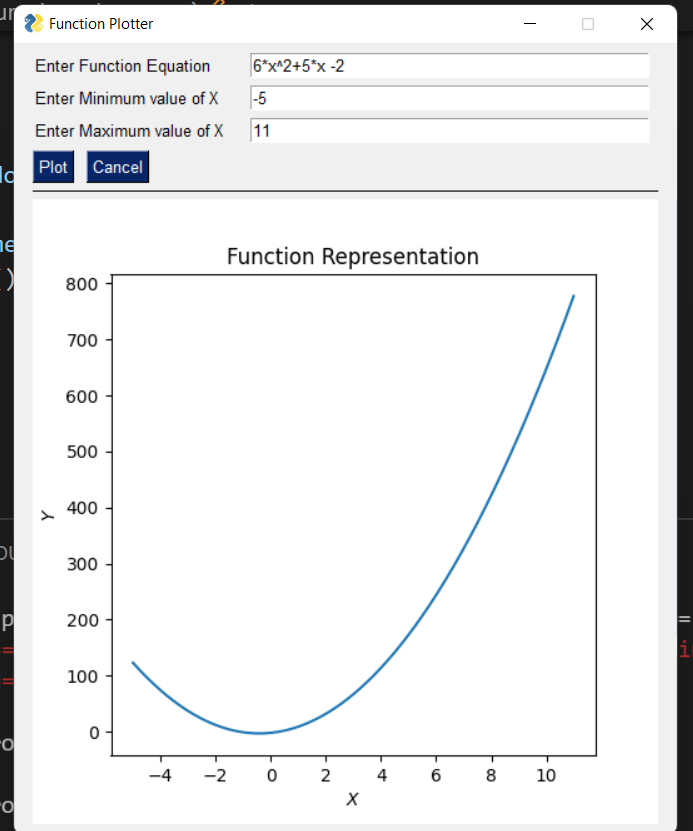 Function Plotter
Enter Function Equation 6*x^2+5*x -2
Enter Minimum value of X -5
Enter Maximum value of X 11
Plot Cancel
Function Representation
800
700
600
500
400
300
200
100
0
Y
−4 −2 0 2 4 6 8 10
X